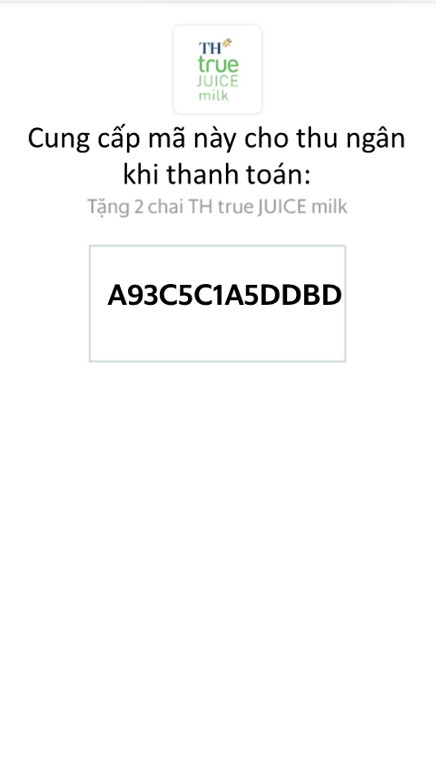 TH
true
JUICE
milk
Cung cấp mã này cho thu ngân
khi thanh toán:
Tặng 2 chai TH true JUICE milk
A93C5C1A5DDBD